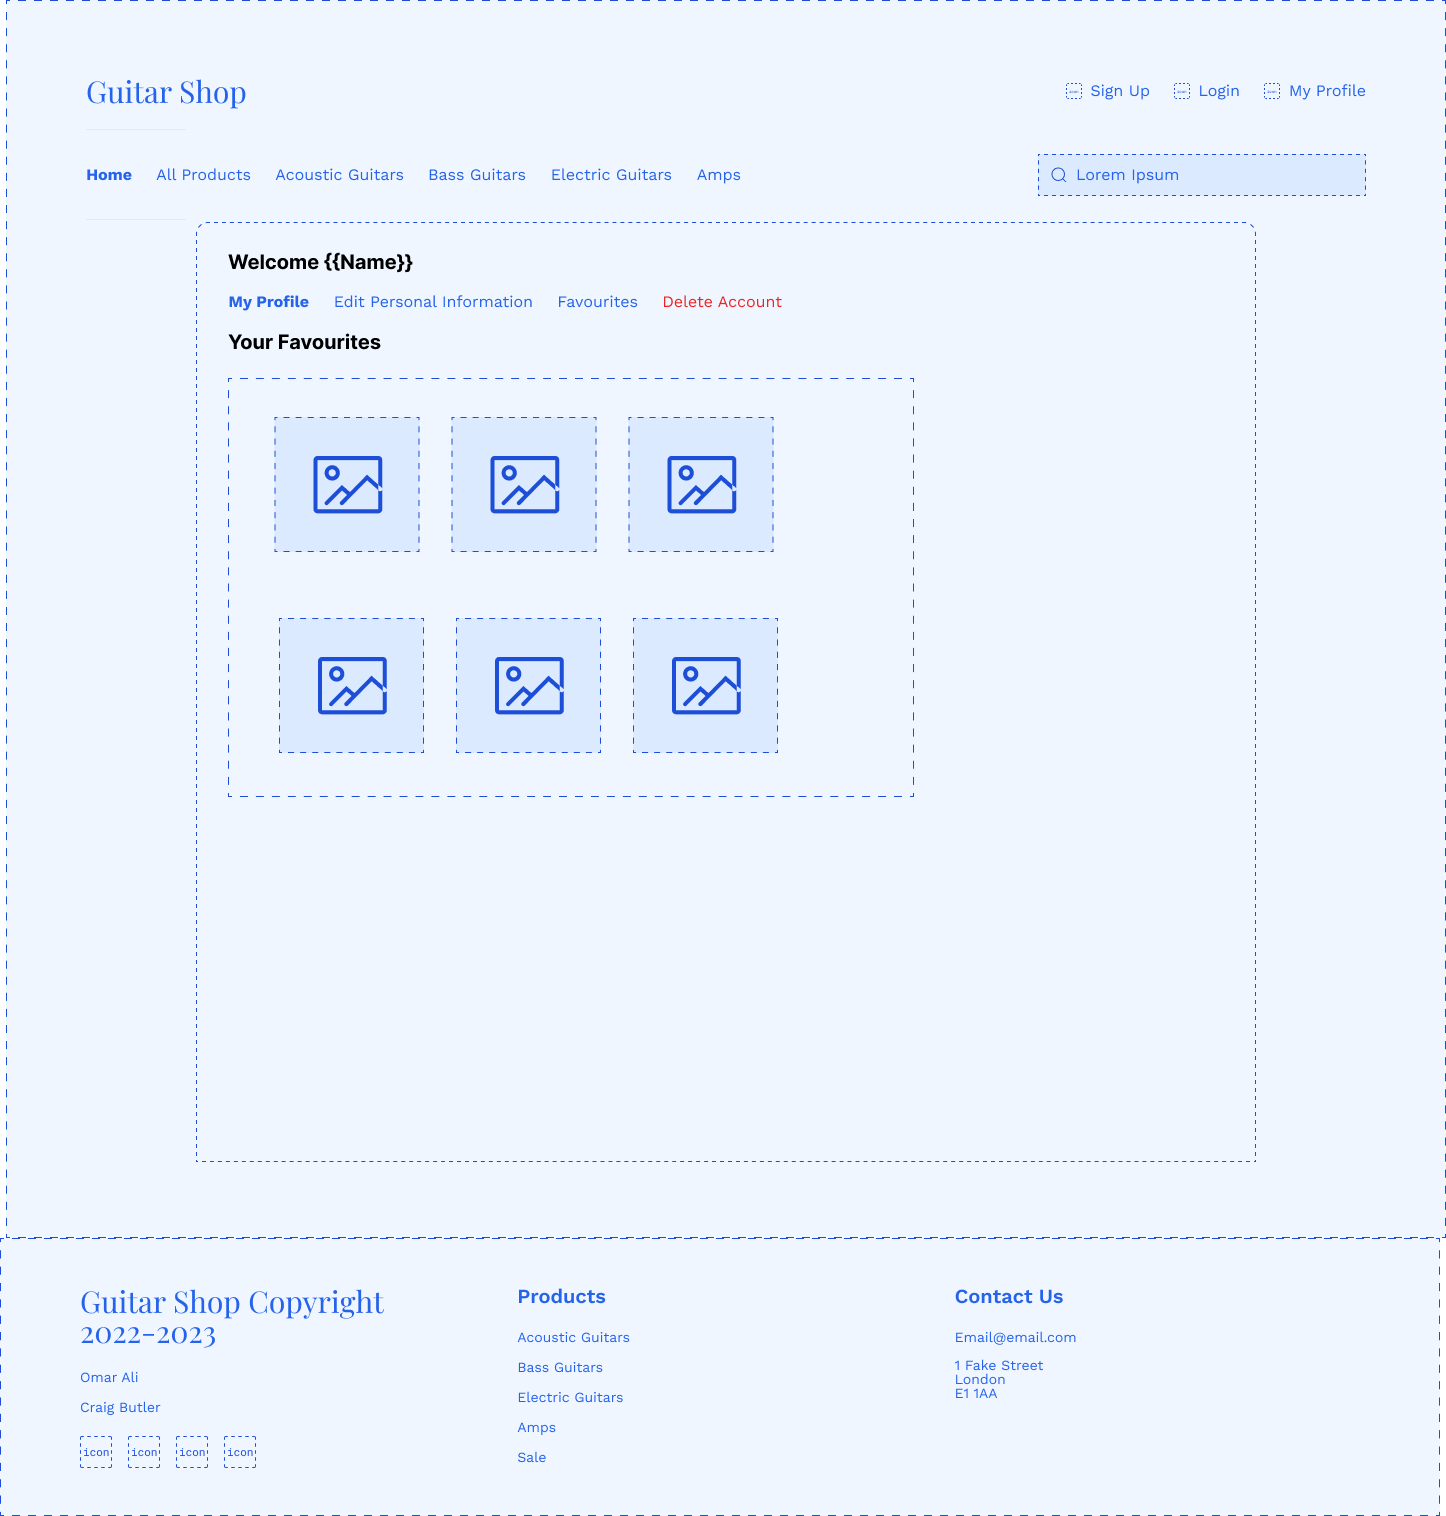 Guitar Shop
Sign Up Login My Profile
Home All Products Acoustic Guitars Bass Guitars Electric Guitars Amps
Lorem Ipsum
Welcome {{Name}}
My Profile Edit Personal Information Favourites Delete Account
Your Favourites
Guitar Shop Copyright
2022-2023
Omar Ali
Craig Butler
icon icon icon icon
Products
Acoustic Guitars
Bass Guitars
Electric Guitars
Amps
Sale
Contact Us
Email@email.com
1 Fake Street
London
E1 1AA